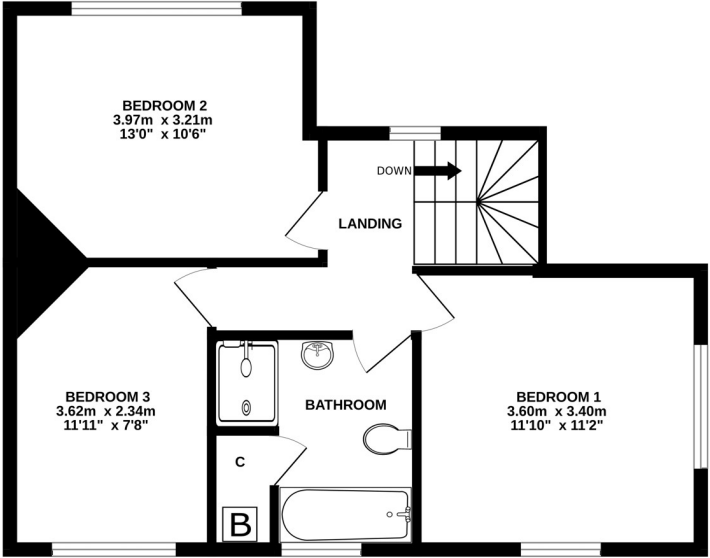 BEDROOM 2
3.97m x 3.21m
13'0" x 10'6"
DOWN
LANDING
BEDROOM 3
3.62m x 2.34m
11'11" x 7'8"
BATHROOM
BEDROOM 1
3.60m x 3.40m
11'10" x 11'2"
C
B